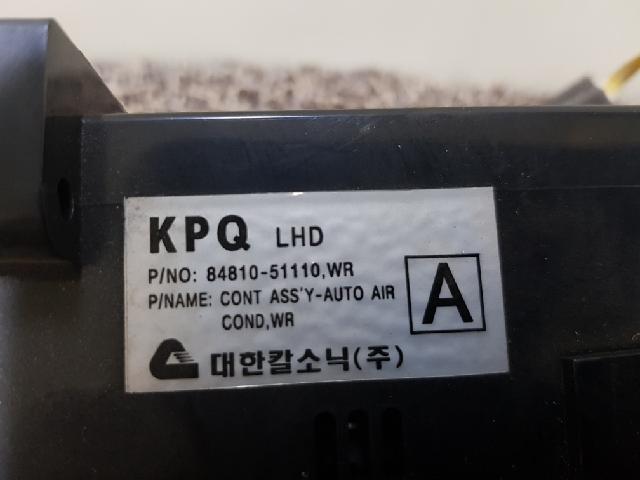 KPQ LHD
P/NO: 84810-51110,WR
P/NAME: CONT ASS'Y-AUTO AIR
COND,WR
A
대한칼소닉(주)